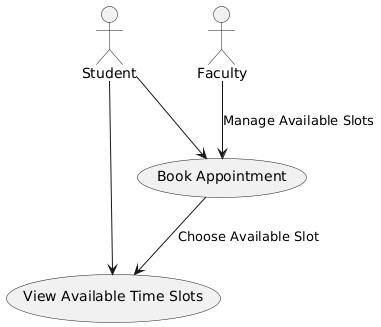 Student
Faculty
Manage Available Slots
Book Appointment
Choose Available Slot
View Available Time Slots